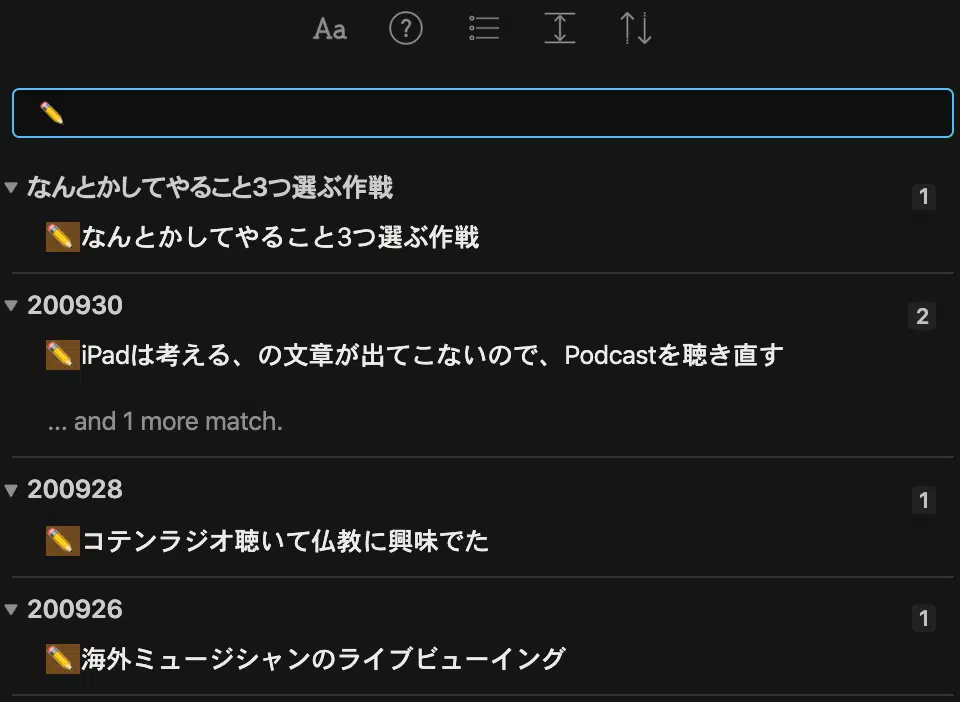 Aa
?
✏️
なんとかしてやること3つ選ぶ作戦
1
✏️なんとかしてやること3つ選ぶ作戦
200930
2
✏️iPadは考える、の文章が出てこないので、Podcastを聴き直す
... and 1 more match.
200928
1
✏️コテンラジオ聴いて仏教に興味でた
200926
1
✏️海外ミュージシャンのライブビューイング